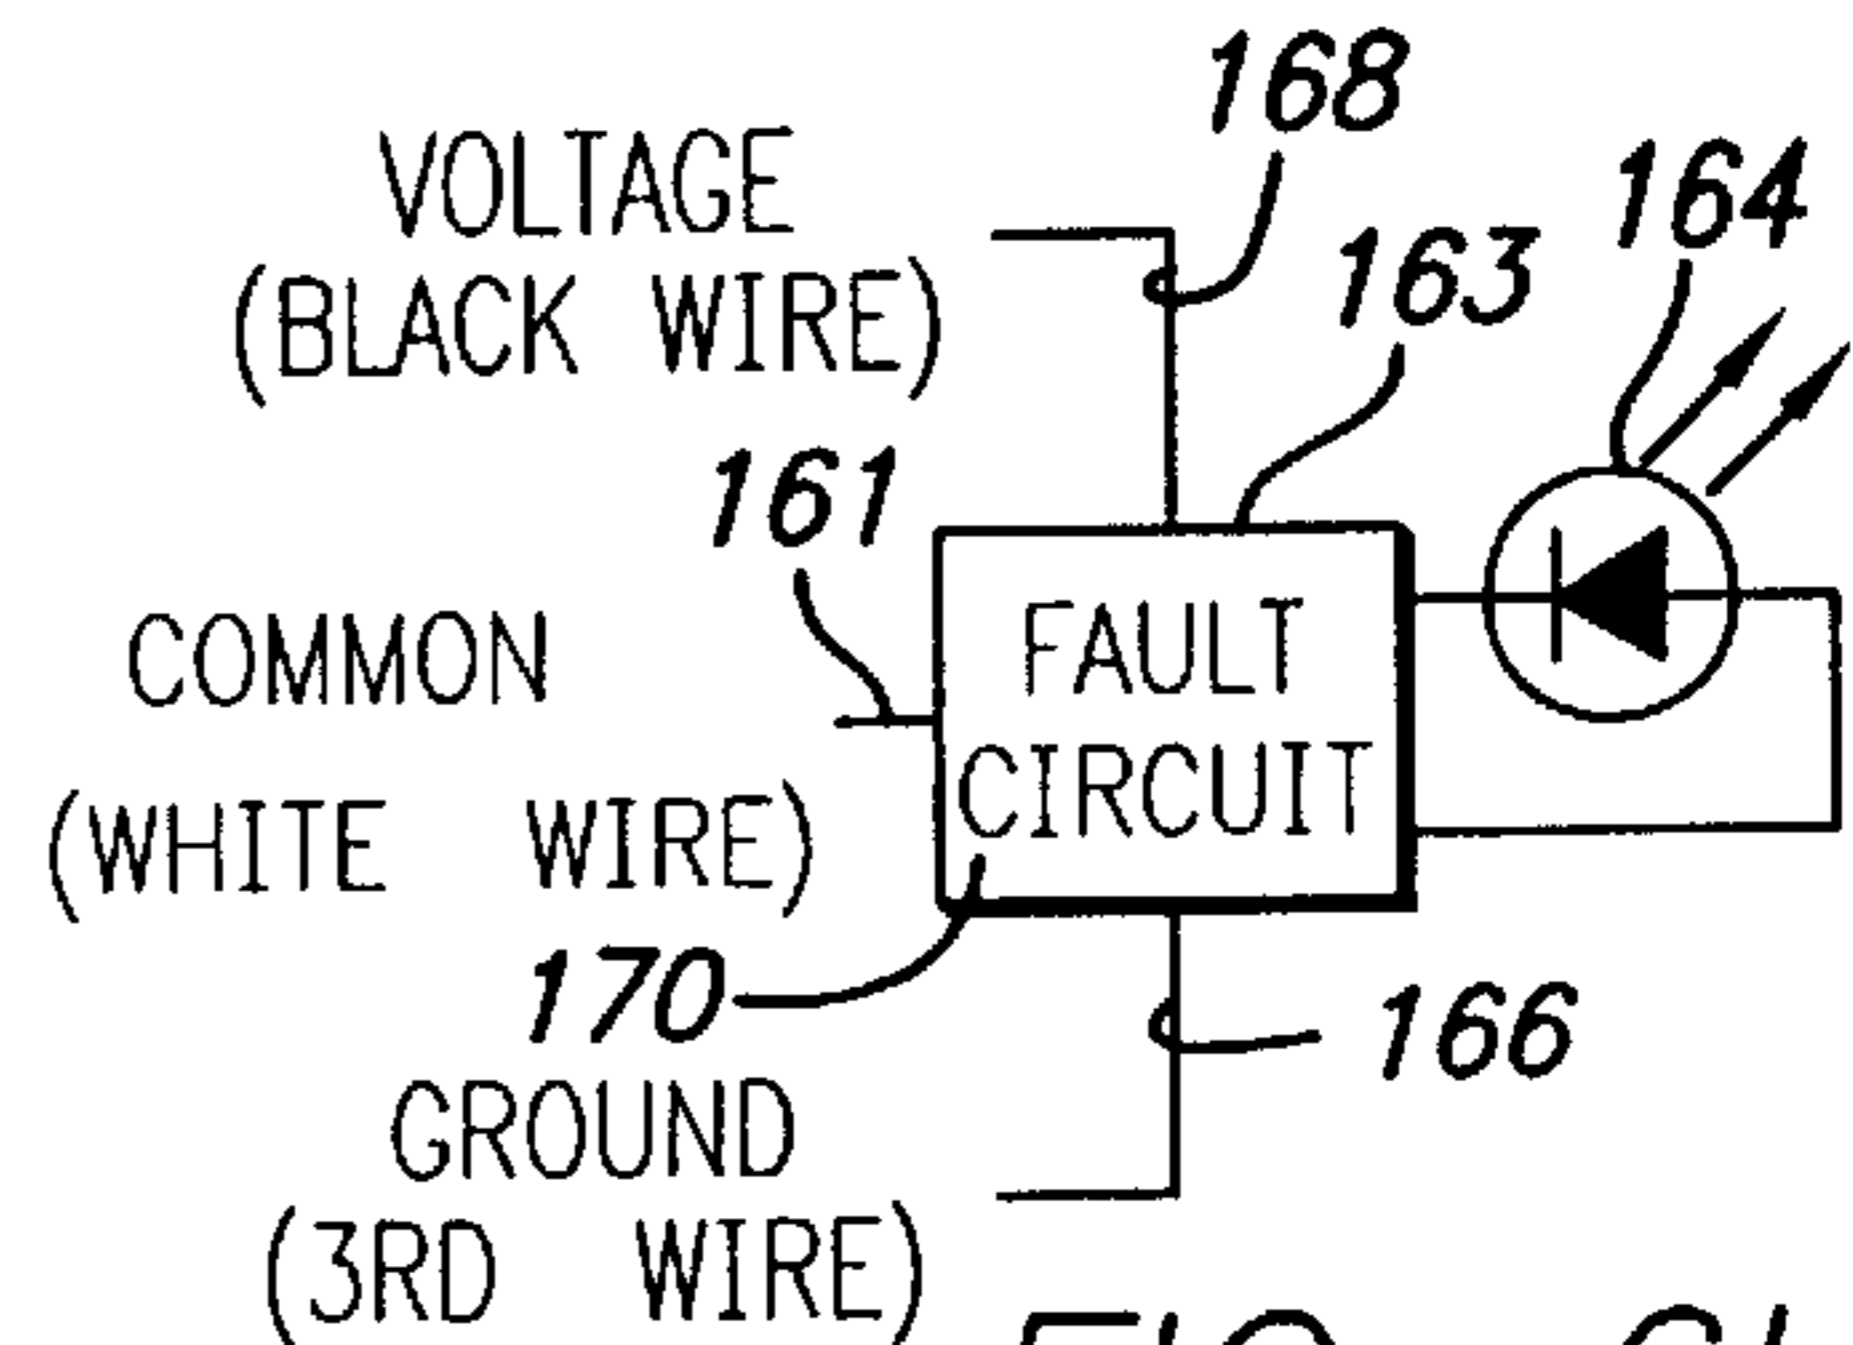 168
VOLTAGE
(BLACK WIRE)
164
163
161
COMMON
(WHITE WIRE)
FAULT
CIRCUIT
170
166
GROUND
(3RD WIRE)